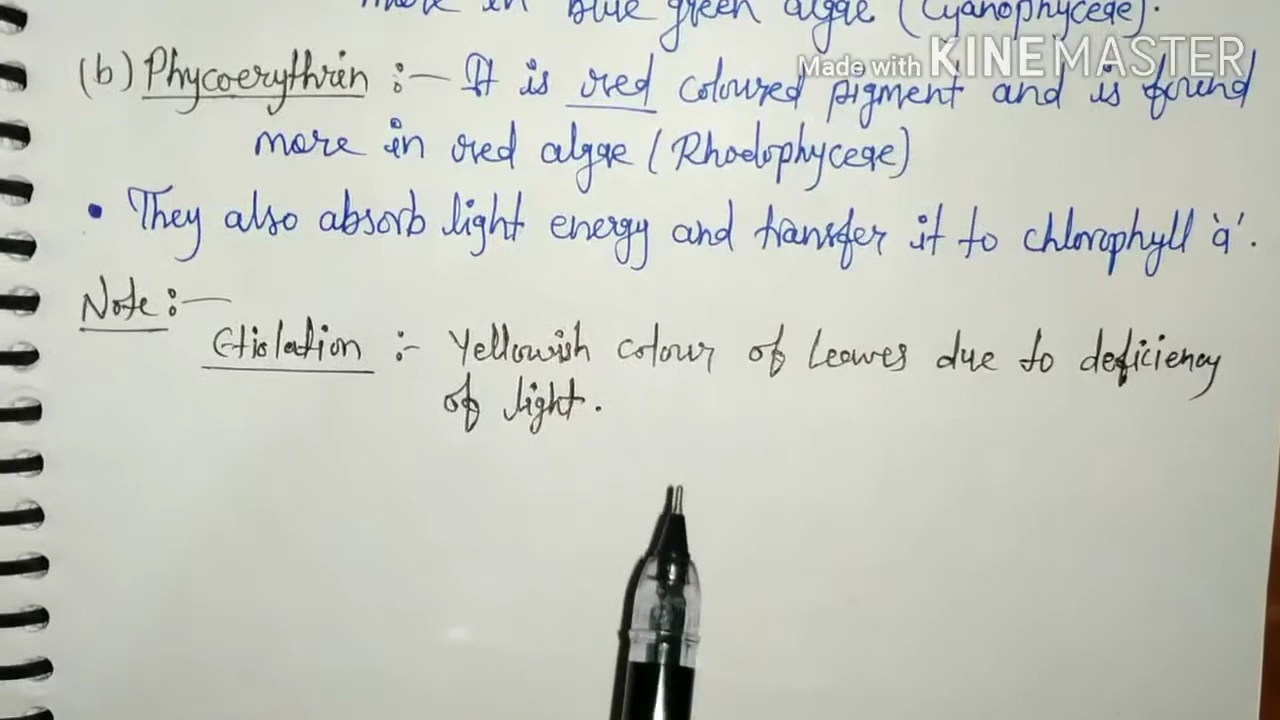 more in blue green algae (Cyanophyceae).
Made with KINEMASTER
(b) Phycoerythrin :- It is red coloured pigment and is found
more in red algae (Rhodophyceae)
• They also absorb light energy and transfer it to chlorophyll 'a'.
Note :-
Etiolation :- Yellowish colour of leaves due to deficiency
of light.